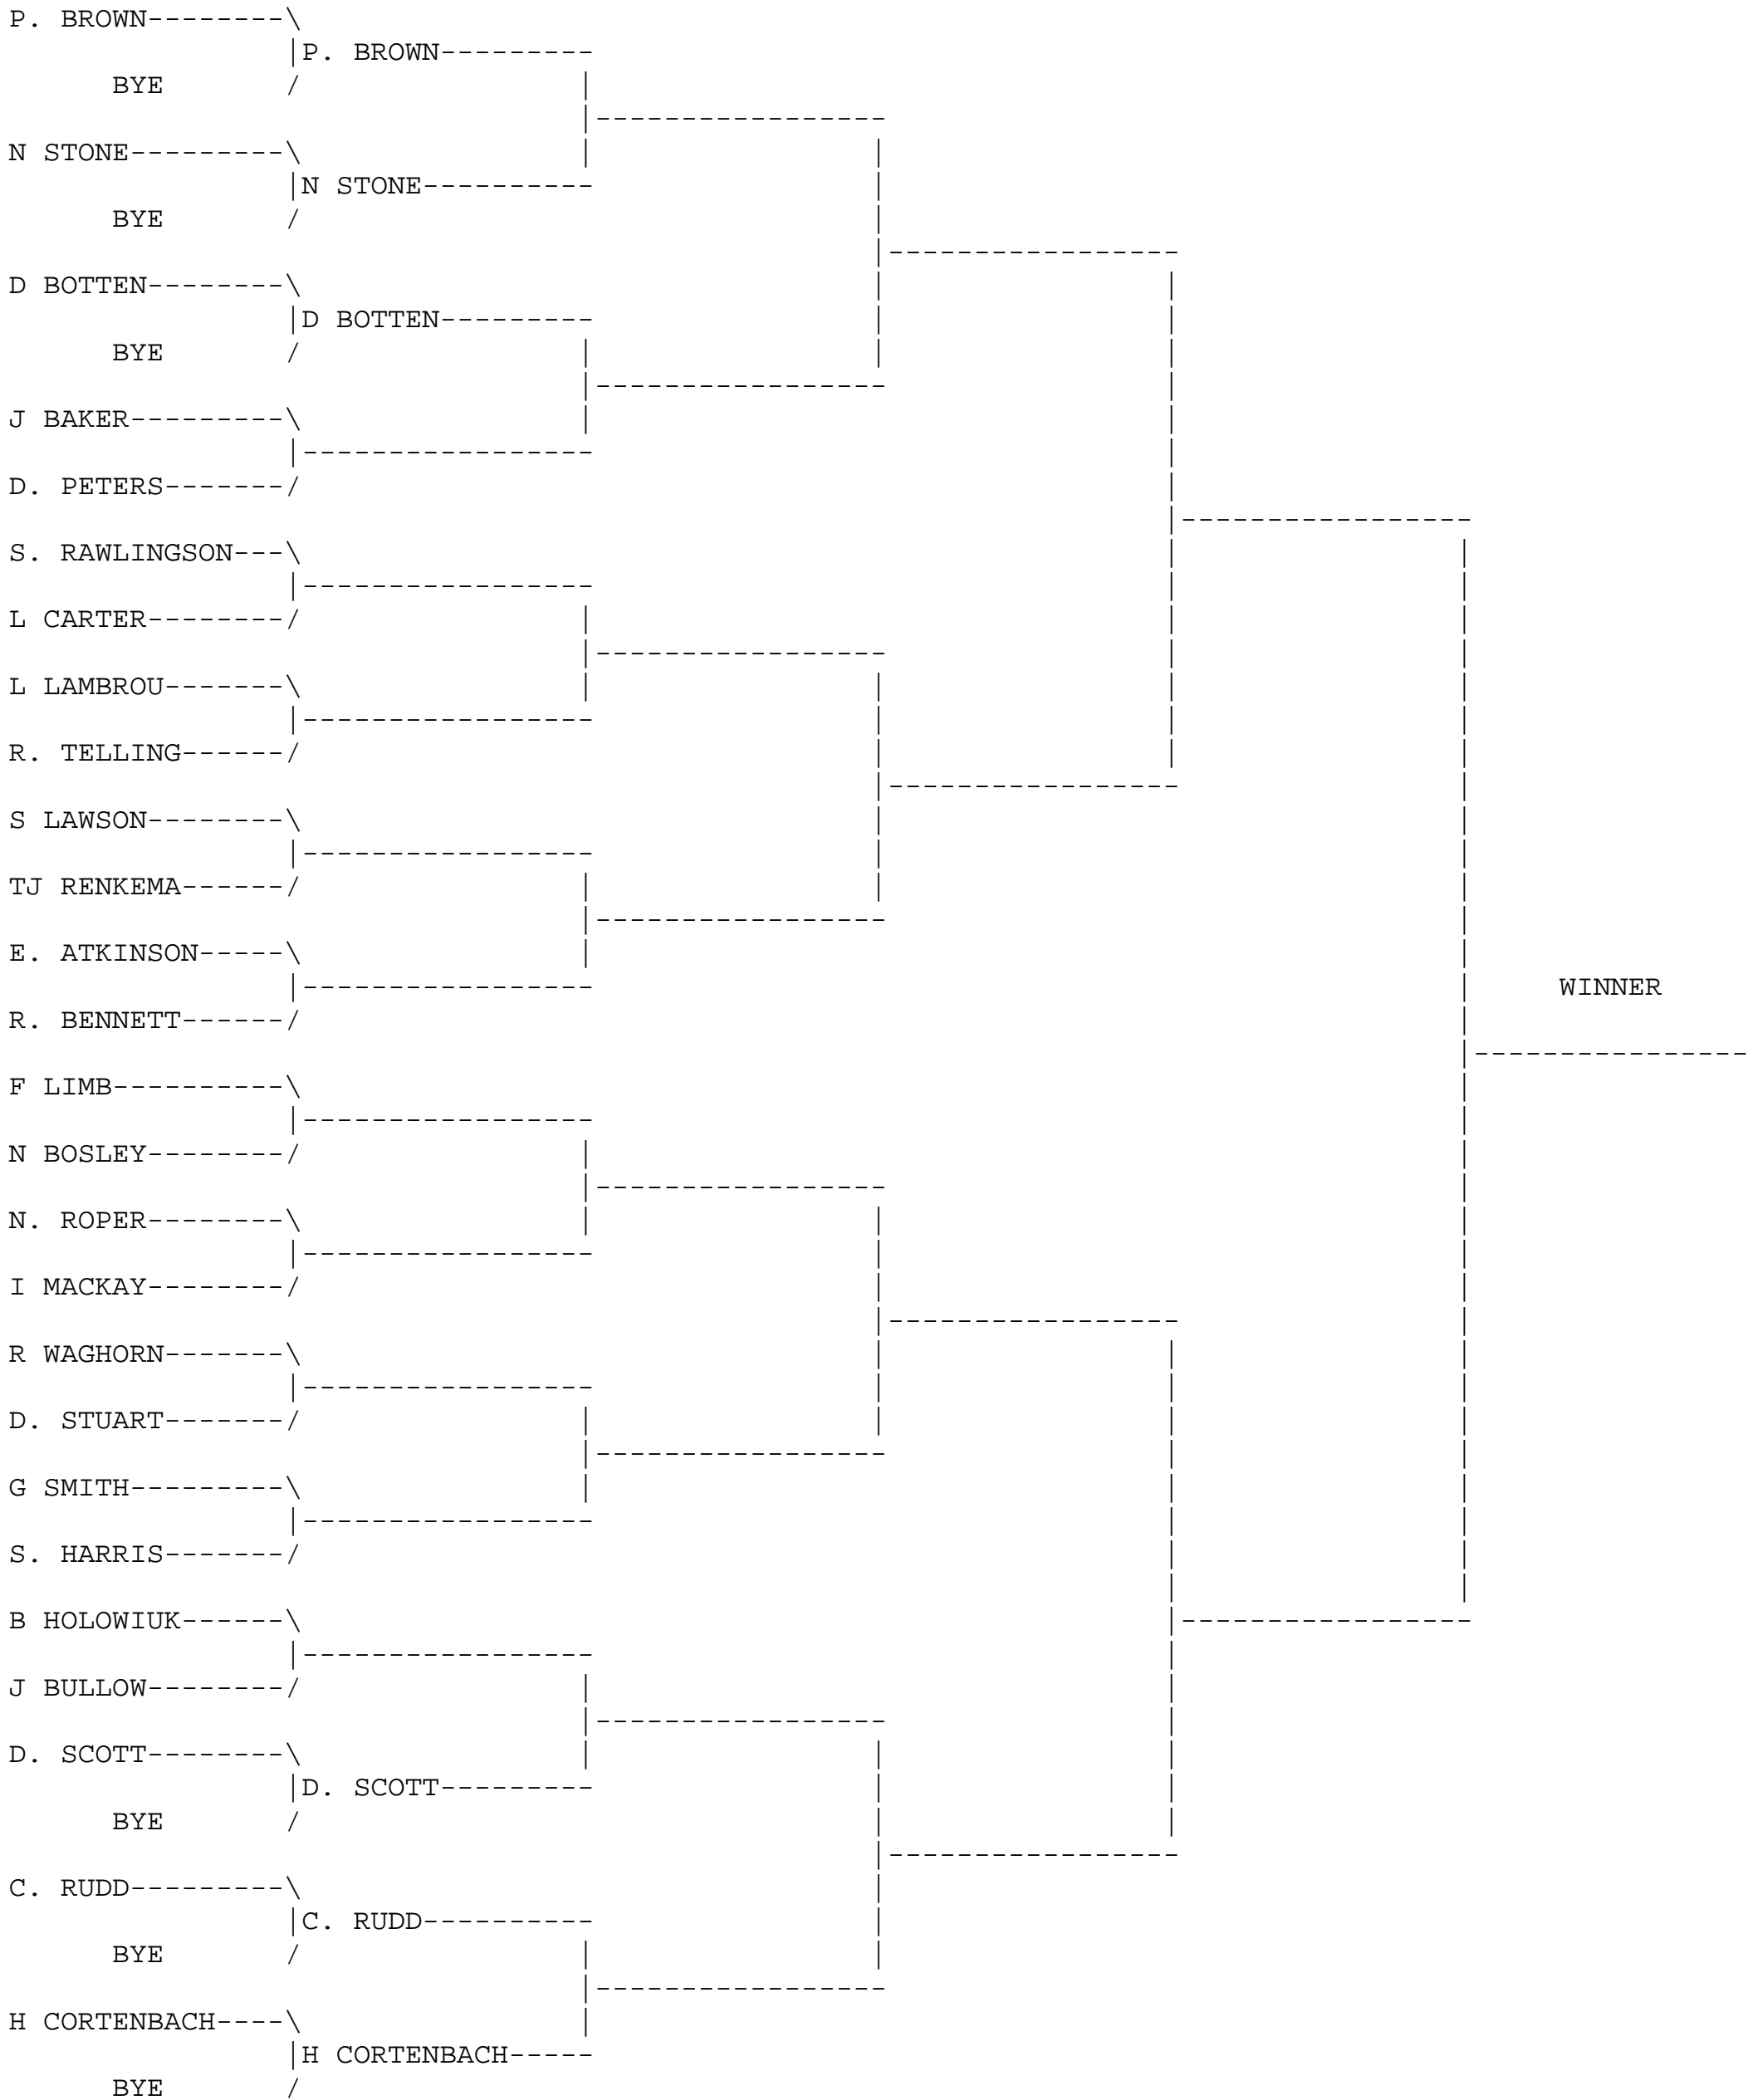 P. BROWN--------\
|P. BROWN---------
BYE /
|-----------------
N STONE---------\
|N STONE----------
BYE /
|-----------------
D BOTTEN--------\
|D BOTTEN---------
BYE /
|-----------------
J BAKER---------\
|-----------------
D. PETERS-------/
|-----------------
S. RAWLINGSON---\
|-----------------
L CARTER--------/
|-----------------
L LAMBROU-------\
|-----------------
R. TELLING------/
|-----------------
S LAWSON--------\
|-----------------
TJ RENKEMA------/
|-----------------
E. ATKINSON-----\
|----------------- WINNER
R. BENNETT------/
|----------------
F LIMB----------\
|-----------------
N BOSLEY--------/
|-----------------
N. ROPER--------\
|-----------------
I MACKAY--------/
|-----------------
R WAGHORN-------\
|-----------------
D. STUART-------/
|-----------------
G SMITH---------\
|-----------------
S. HARRIS-------/
B HOLOWIUK------\ |-----------------
|-----------------
J BULLOW--------/
|-----------------
D. SCOTT--------\
|D. SCOTT---------
BYE /
|-----------------
C. RUDD---------\
|C. RUDD----------
BYE /
|-----------------
H CORTENBACH----\
|H CORTENBACH-----
BYE /